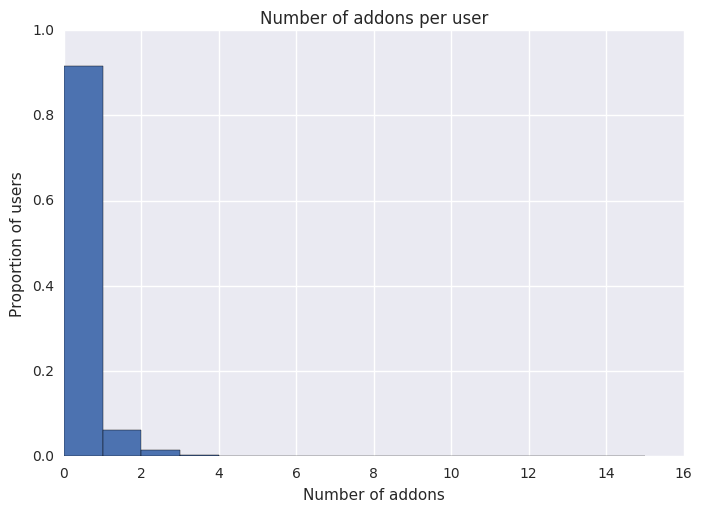 Number of addons per user
1.0
0.8
0.6
0.4
0.2
0.0
Proportion of users
0 2 4 6 8 10 12 14 16
Number of addons